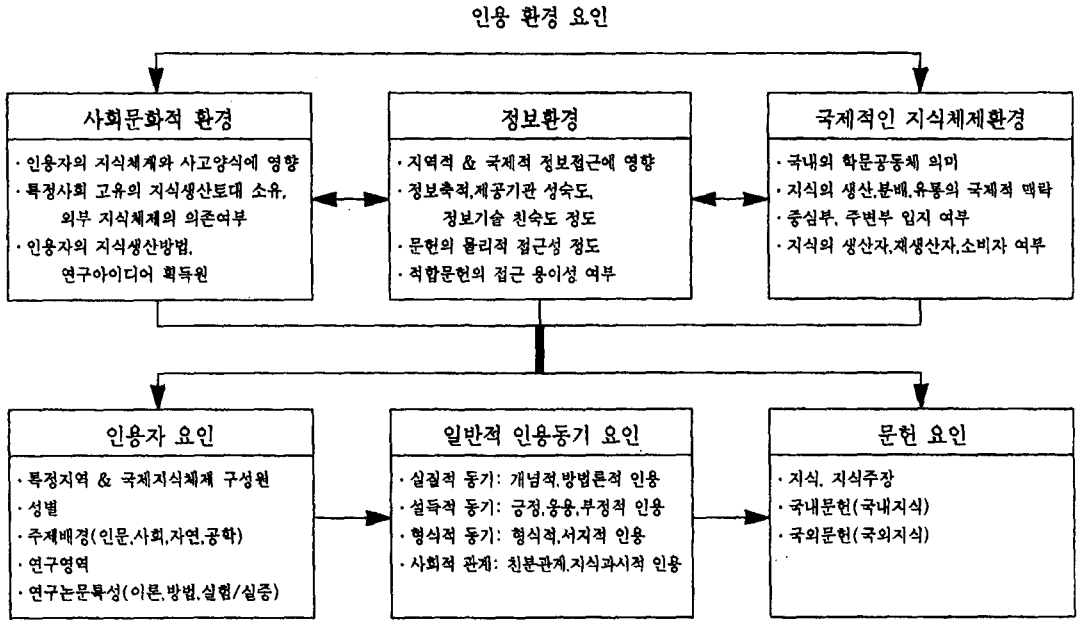 인용 환경 요인
사회문화적 환경
· 인용자의 지식체계와 사고양식에 영향
· 특정사회 고유의 지식생산토대 소유,
외부 지식체제의 의존여부
· 인용자의 지식생산방법,
연구아이디어 획득원
정보환경
· 지역적 & 국제적 정보접근에 영향
· 정보축적,제공기관 성숙도,
정보기술 친숙도 정도
· 문헌의 물리적 접근성 정도
· 적합문헌의 접근 용이성 여부
국제적인 지식체제환경
· 국내의 학문공동체 의미
· 지식의 생산,분배,유통의 국제적 맥락
· 중심부, 주변부 입지 여부
· 지식의 생산자,재생산자,소비자 여부
인용자 요인
· 특정지역 & 국제지식체제 구성원
· 성별
· 주제배경(인문,사회,자연,공학)
· 연구영역
· 연구논문특성(이론,방법,실험/실증)
일반적 인용동기 요인
· 실질적 동기: 개념적,방법론적 인용
· 설득적 동기: 긍정,응용,부정적 인용
· 형식적 동기: 형식적,서지적 인용
· 사회적 관계: 친분관계,지식과시적 인용
문헌 요인
· 지식, 지식주장
· 국내문헌(국내지식)
· 국외문헌(국외지식)